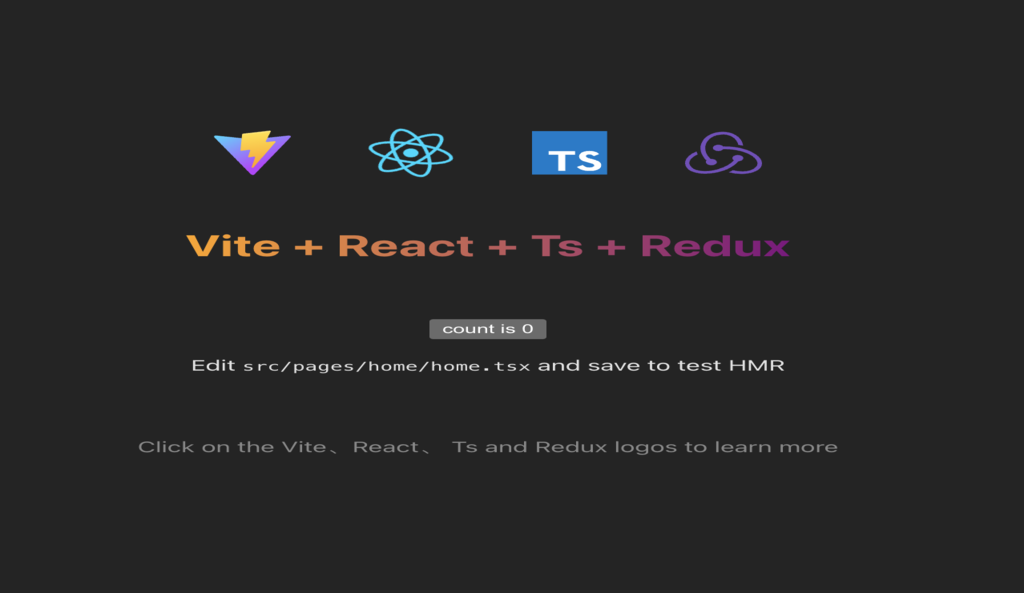 TS
Vite + React + Ts + Redux
count is 0
Edit src/pages/home/home.tsx and save to test HMR
Click on the Vite、React、 Ts and Redux logos to learn more